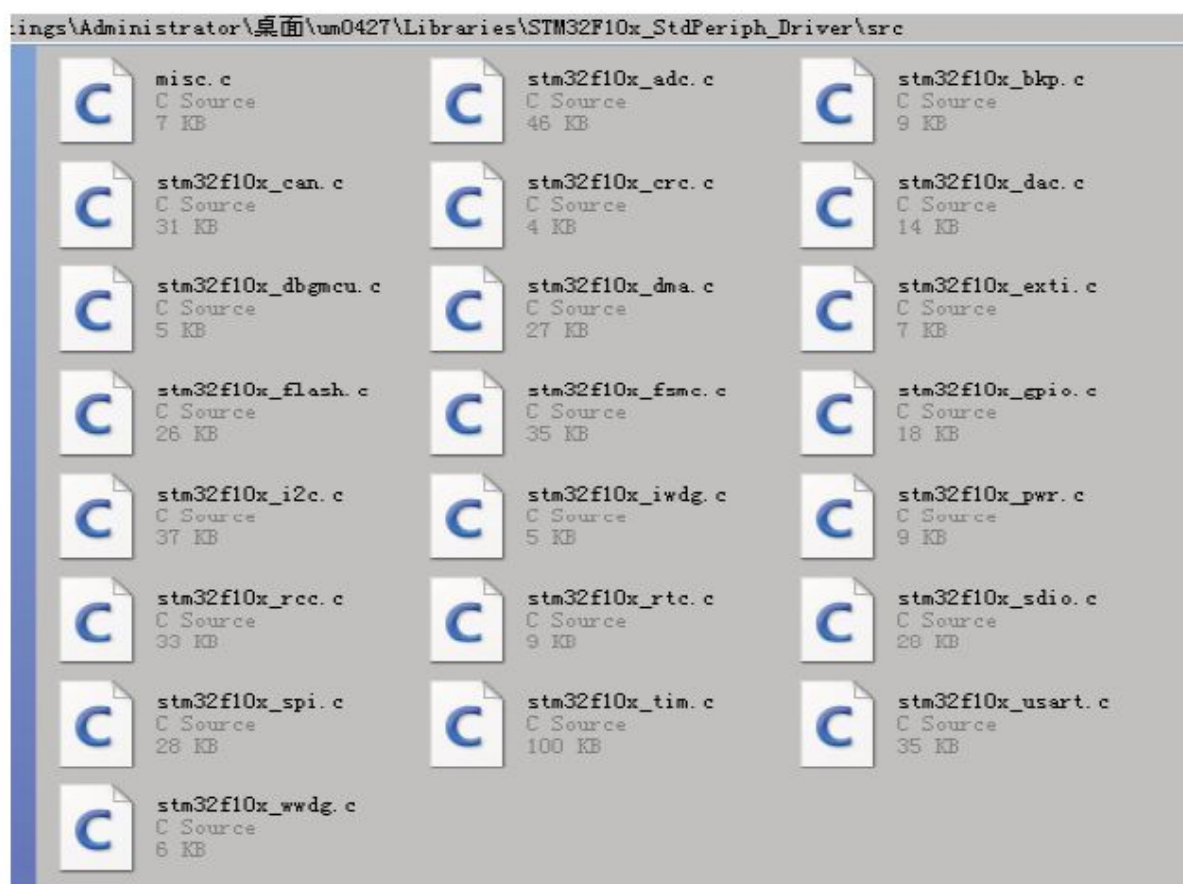 ings\Administrator\桌面\um0427\Libraries\STM32F10x_StdPeriph_Driver\src
misc.c
C Source
7 KB
stm32f10x_adc.c
C Source
46 KB
stm32f10x_bkp.c
C Source
9 KB
stm32f10x_can.c
C Source
31 KB
stm32f10x_crc.c
C Source
4 KB
stm32f10x_dac.c
C Source
14 KB
stm32f10x_dbgmcu.c
C Source
5 KB
stm32f10x_dma.c
C Source
27 KB
stm32f10x_exti.c
C Source
7 KB
stm32f10x_flash.c
C Source
26 KB
stm32f10x_fsmc.c
C Source
35 KB
stm32f10x_gpio.c
C Source
18 KB
stm32f10x_i2c.c
C Source
37 KB
stm32f10x_iwdg.c
C Source
5 KB
stm32f10x_pwr.c
C Source
9 KB
stm32f10x_rcc.c
C Source
33 KB
stm32f10x_rtc.c
C Source
9 KB
stm32f10x_sdio.c
C Source
28 KB
stm32f10x_spi.c
C Source
28 KB
stm32f10x_tim.c
C Source
100 KB
stm32f10x_usart.c
C Source
35 KB
stm32f10x_wwdg.c
C Source
6 KB